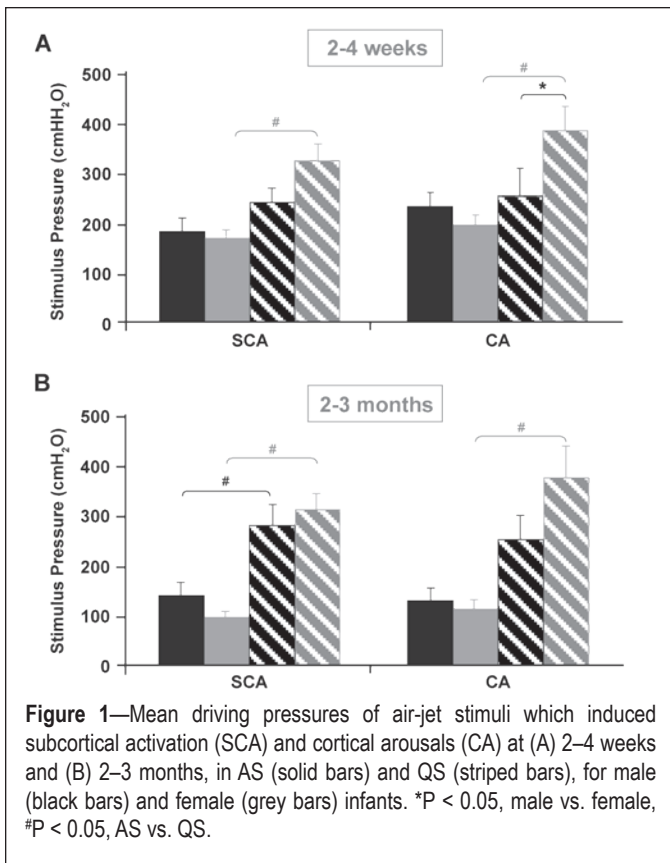 A
2-4 weeks
Stimulus Pressure (cmHH₂O)
500
400
300
200
100
0
#
#
*
SCA
CA
B
2-3 months
Stimulus Pressure (cmH₂O)
500
400
300
200
100
0
#
#
#
SCA
CA
Figure 1—Mean driving pressures of air-jet stimuli which induced
subcortical activation (SCA) and cortical arousals (CA) at (A) 2–4 weeks
and (B) 2–3 months, in AS (solid bars) and QS (striped bars), for male
(black bars) and female (grey bars) infants. *P < 0.05, male vs. female,
#P < 0.05, AS vs. QS.